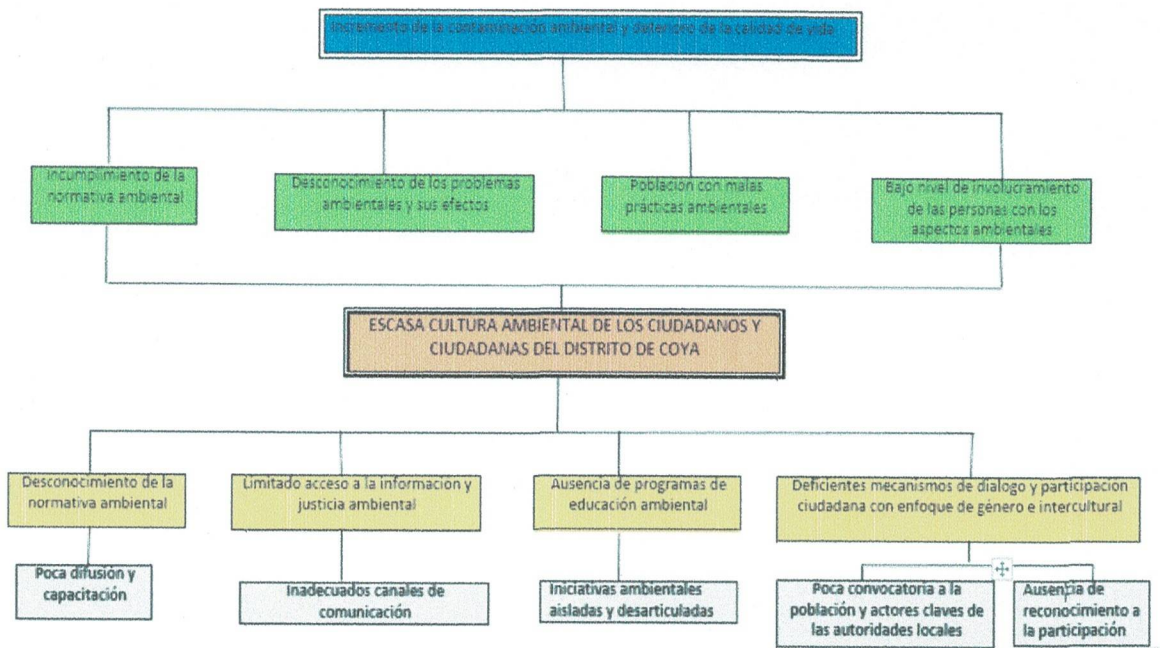 Incremento de la contaminación ambiental y deterioro de la calidad de vida
Incumplimiento de la
normativa ambiental
Desconocimiento de los problemas
ambientales y sus efectos
Población con malas
prácticas ambientales
Bajo nivel de involucramiento
de las personas con los
aspectos ambientales
ESCASA CULTURA AMBIENTAL DE LOS CIUDADANOS Y
CIUDADANAS DEL DISTRITO DE COYA
Desconocimiento de la
normativa ambiental
Limitado acceso a la información y
justicia ambiental
Ausencia de programas de
educación ambiental
Deficientes mecanismos de dialogo y participación
ciudadana con enfoque de género e intercultural
Poca difusión y
capacitación
Inadecuados canales de
comunicación
Iniciativas ambientales
aisladas y desarticuladas
Poca convocatoria a la
población y actores claves de
las autoridades locales
Ausencia de
reconocimiento a
la participación